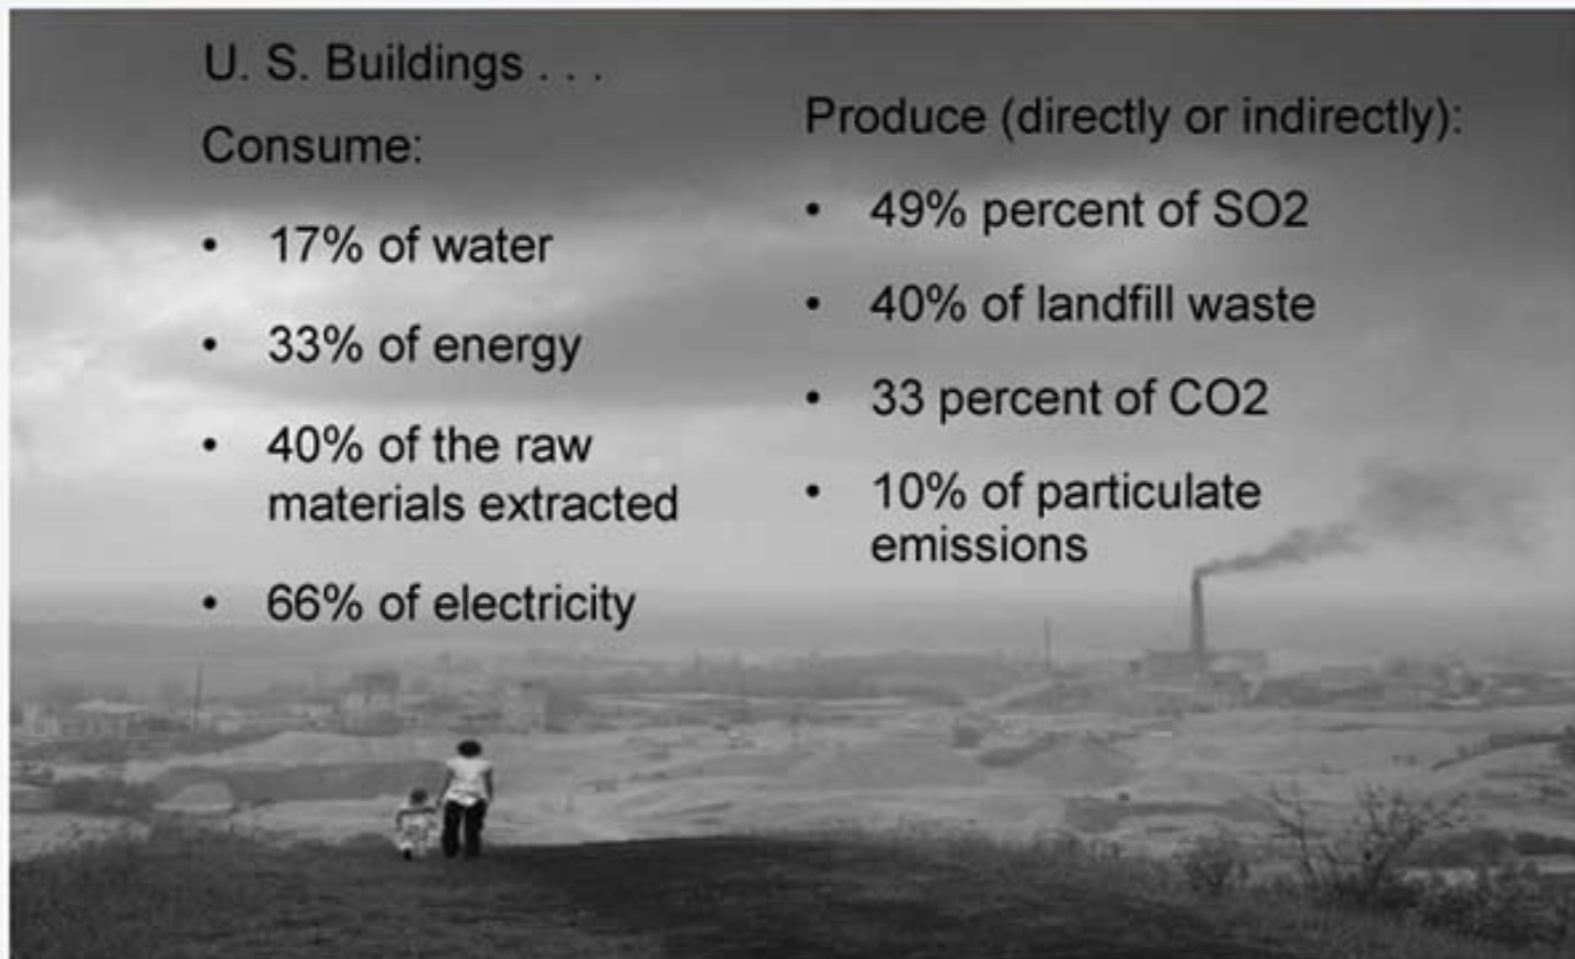 U. S. Buildings . . .
Consume:
• 17% of water
• 33% of energy
• 40% of the raw
materials extracted
• 66% of electricity
Produce (directly or indirectly):
• 49% percent of SO2
• 40% of landfill waste
• 33 percent of CO2
• 10% of particulate
emissions